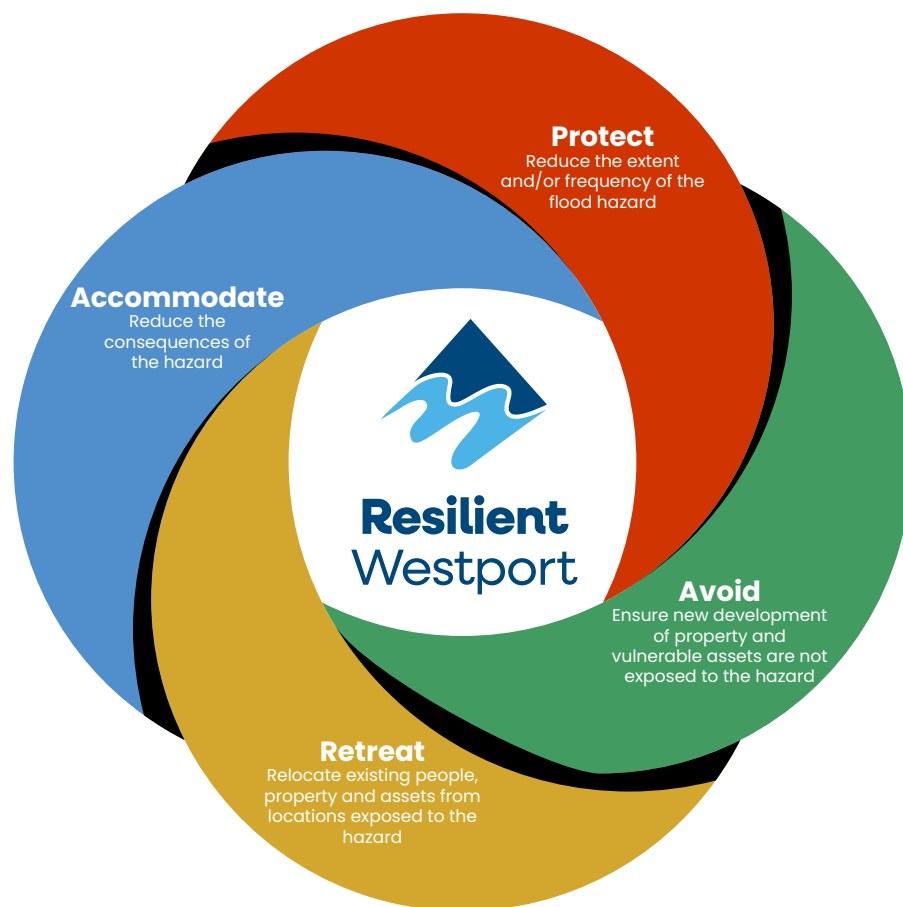 Protect
Reduce the extent
and/or frequency of the
flood hazard
Accommodate
Reduce the
consequences of
the hazard
Resilient
Westport
Avoid
Ensure new development
of property and
vulnerable assets are not
exposed to the hazard
Retreat
Relocate existing people,
property and assets from
locations exposed to the
hazard